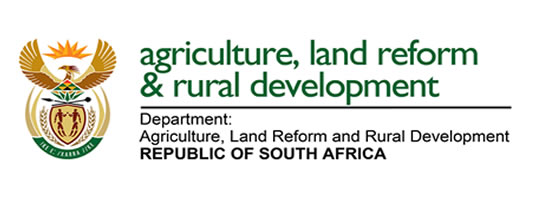 agriculture, land reform
& rural development
Department:
Agriculture, Land Reform and Rural Development
REPUBLIC OF SOUTH AFRICA